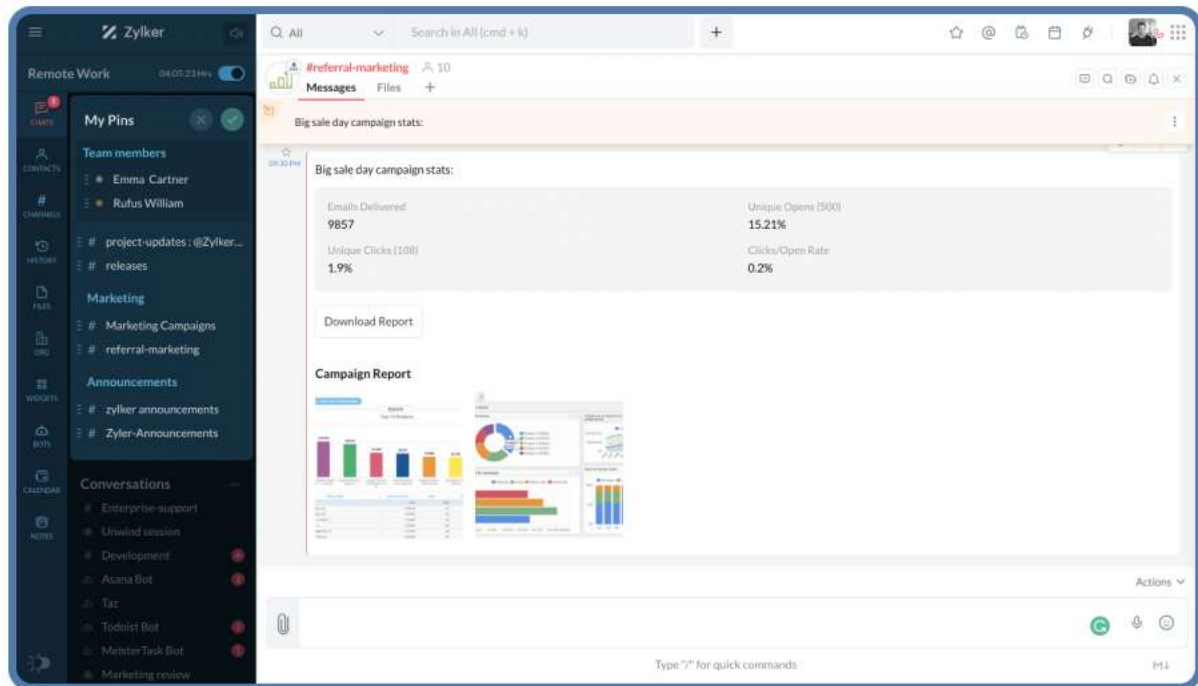 Zylker
All
Search in All (cmd + k)
+
Remote Work
04:05:23 Hrs
#referral-marketing
10
Messages
Files
+
Big sale day campaign stats:
1
CHATS
CONTACTS
CHANNELS
HISTORY
FILES
ORG
WIDGETS
BOTS
CALENDAR
NOTES
My Pins
Team members
Emma Cartner
Rufus William
# project-updates : @Zylker...
# releases
Marketing
# Marketing Campaigns
# referral-marketing
Announcements
# zylker announcements
# Zyler-Announcements
Conversations
# Enterprise-support
# Unwind session
# Development
Asana Bot
Taz
Todoist Bot
MeisterTask Bot
Marketing review
09:30 PM
Big sale day campaign stats:
Emails Delivered
9857
Unique Opens (500)
15.21%
Unique Clicks (188)
1.9%
Clicks/Open Rate
0.2%
Download Report
Campaign Report
Actions
Type "/" for quick commands
M↓